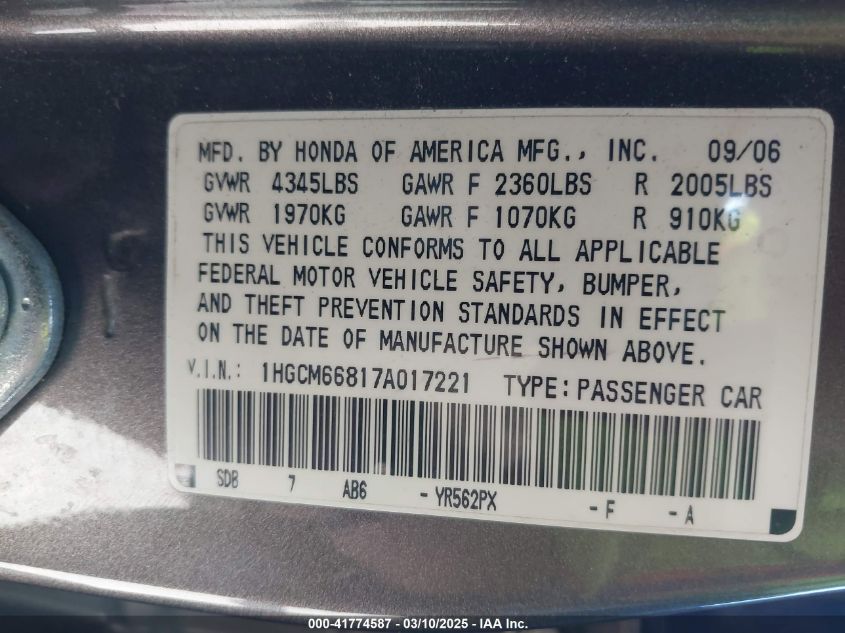 MFD. BY HONDA OF AMERICA MFG., INC. 09/06
GVWR 4345LBS GAWR F 2360LBS R 2005LBS
GVWR 1970KG GAWR F 1070KG R 910KG
THIS VEHICLE CONFORMS TO ALL APPLICABLE
FEDERAL MOTOR VEHICLE SAFETY, BUMPER,
AND THEFT PREVENTION STANDARDS IN EFFECT
ON THE DATE OF MANUFACTURE SHOWN ABOVE.
V.I.N.: 1HGCM66817A017221 TYPE: PASSENGER CAR
SDB 7 AB6 - YR562PX - F - A
000-41774587 - 03/10/2025 - IAA Inc.